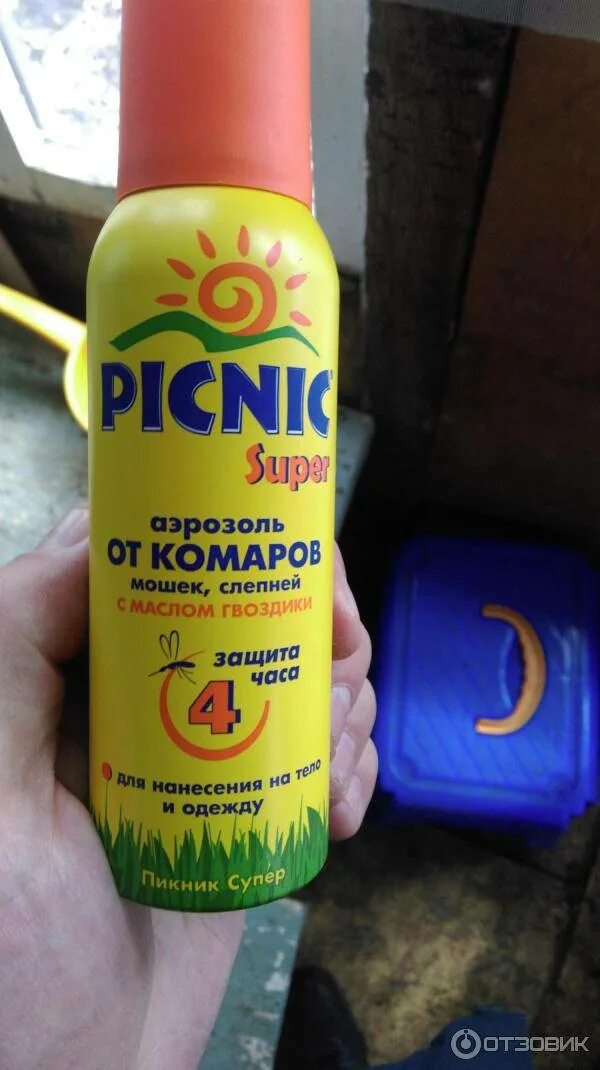 PICNIC®
Super
аэрозоль
ОТ КОМАРОВ
мошек, слепней
С МАСЛОМ ГВОЗДИКИ
защита
4 часа
для нанесения на тело
и одежду
Пикник Супер
ОТЗОВИК